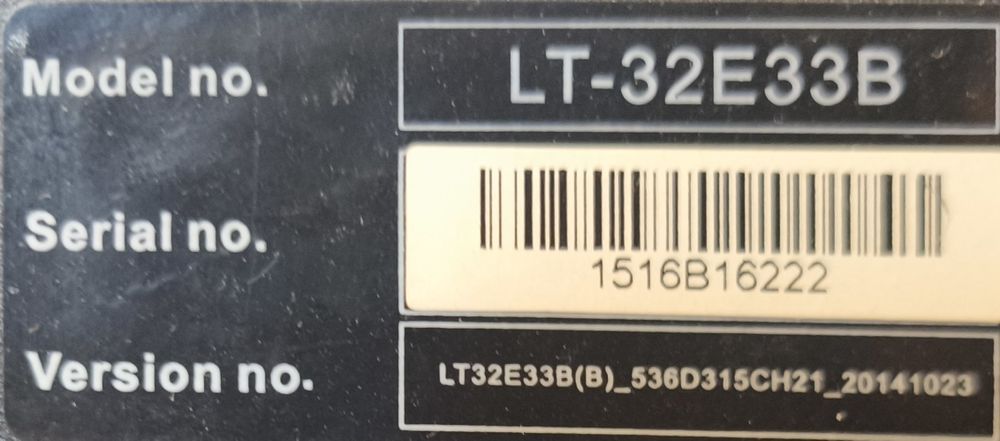 Model no. LT-32E33B
Serial no. 1516B16222
Version no. LT32E33B(B)_536D315CH21_20141023